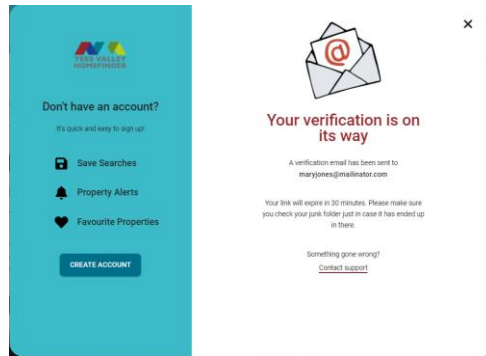 TEES VALLEY
HOMEFINDER
Don't have an account?
It's quick and easy to sign up!
Save Searches
Property Alerts
Favourite Properties
CREATE ACCOUNT
@
Your verification is on
its way
A verification email has been sent to
maryjones@mailinator.com
Your link will expire in 30 minutes. Please make sure
you check your junk folder just in case it has ended up
in there.
Something gone wrong?
Contact support